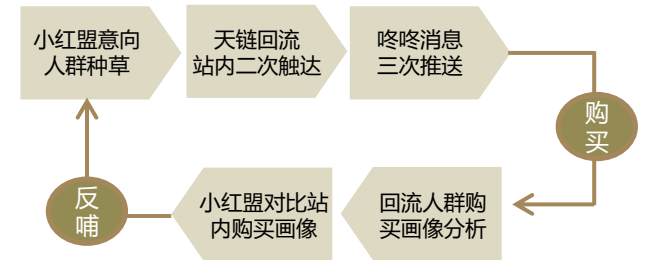 小红盟意向
人群种草
天链回流
站内二次触达
咚咚消息
三次推送
购
买
回流人群购
买画像分析
小红盟对比站
内购买画像
反
哺